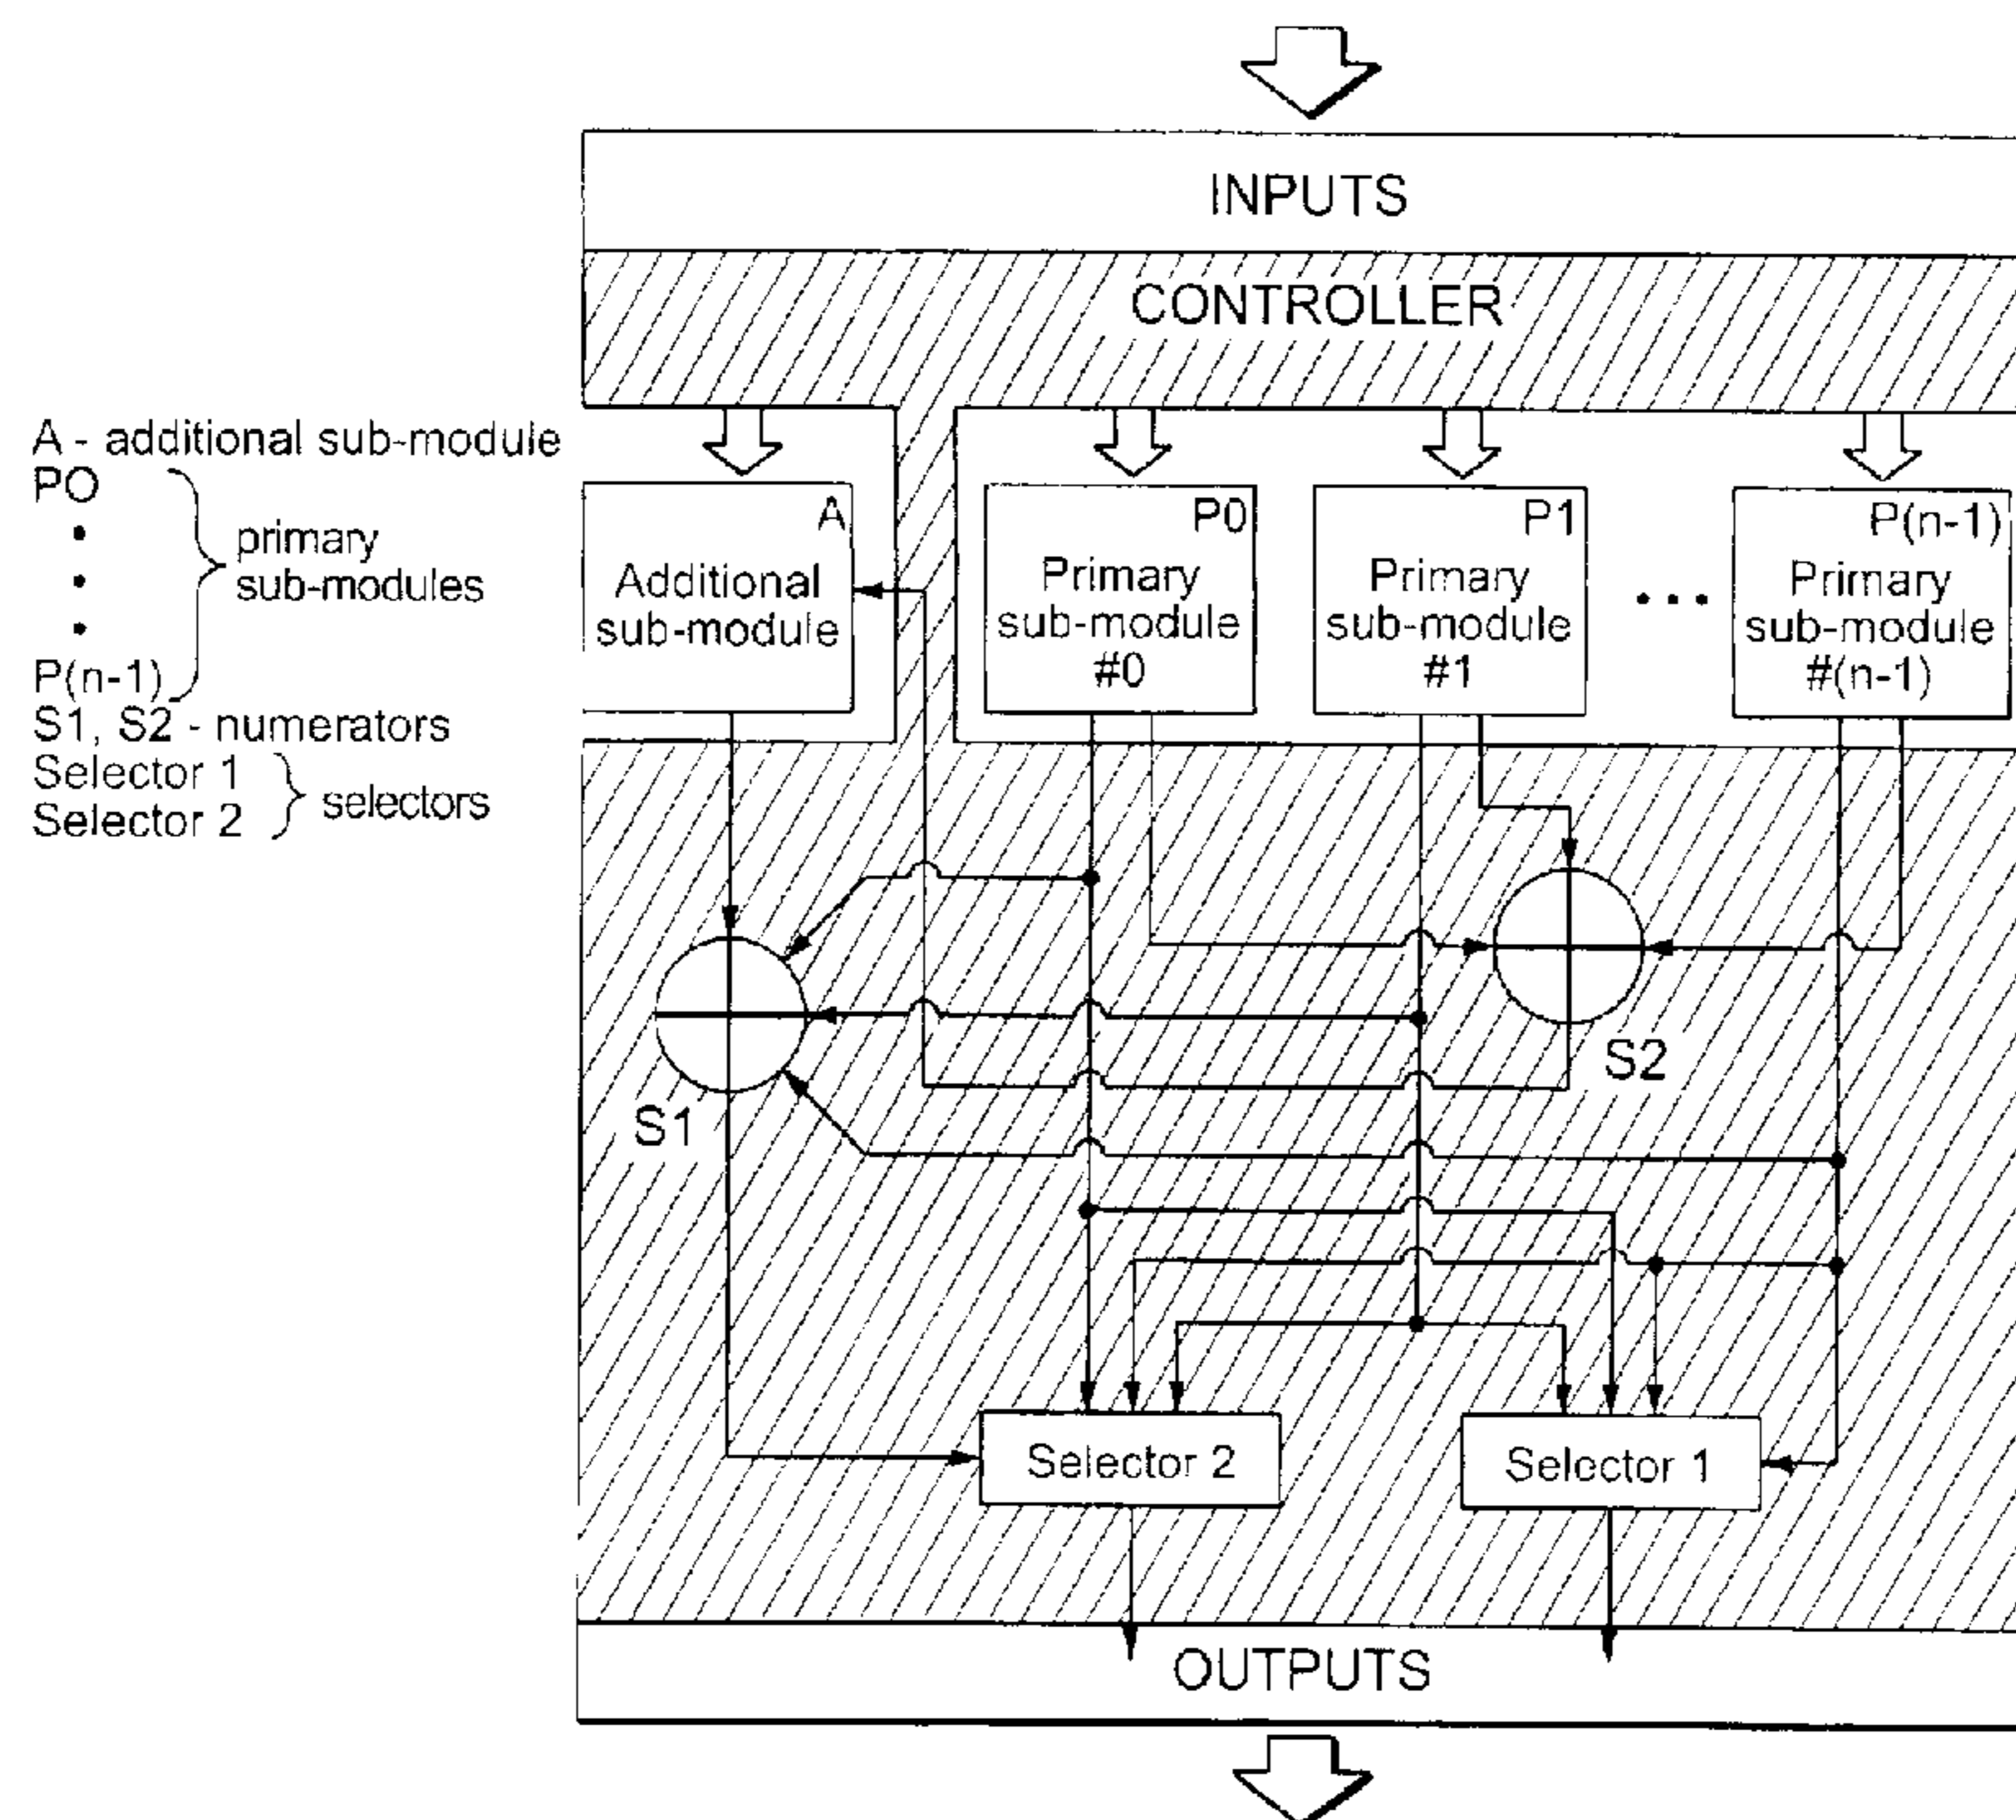 INPUTS
CONTROLLER
A - additional sub-module
PO
primary
sub-modules
P(n-1)
S1, S2 - numerators
Selector 1
Selector 2
selectors
A
Additional
sub-module
P0
Primary
sub-module
#0
P1
Primary
sub-module
#1
P(n-1)
Primary
sub-module
#(n-1)
S2
S1
Selector 2
Selector 1
OUTPUTS